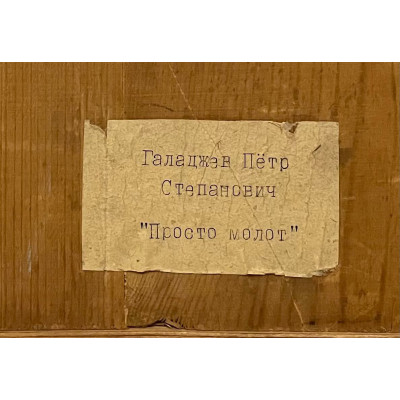 Галаджев Пётр
Степанович
"Просто молот"